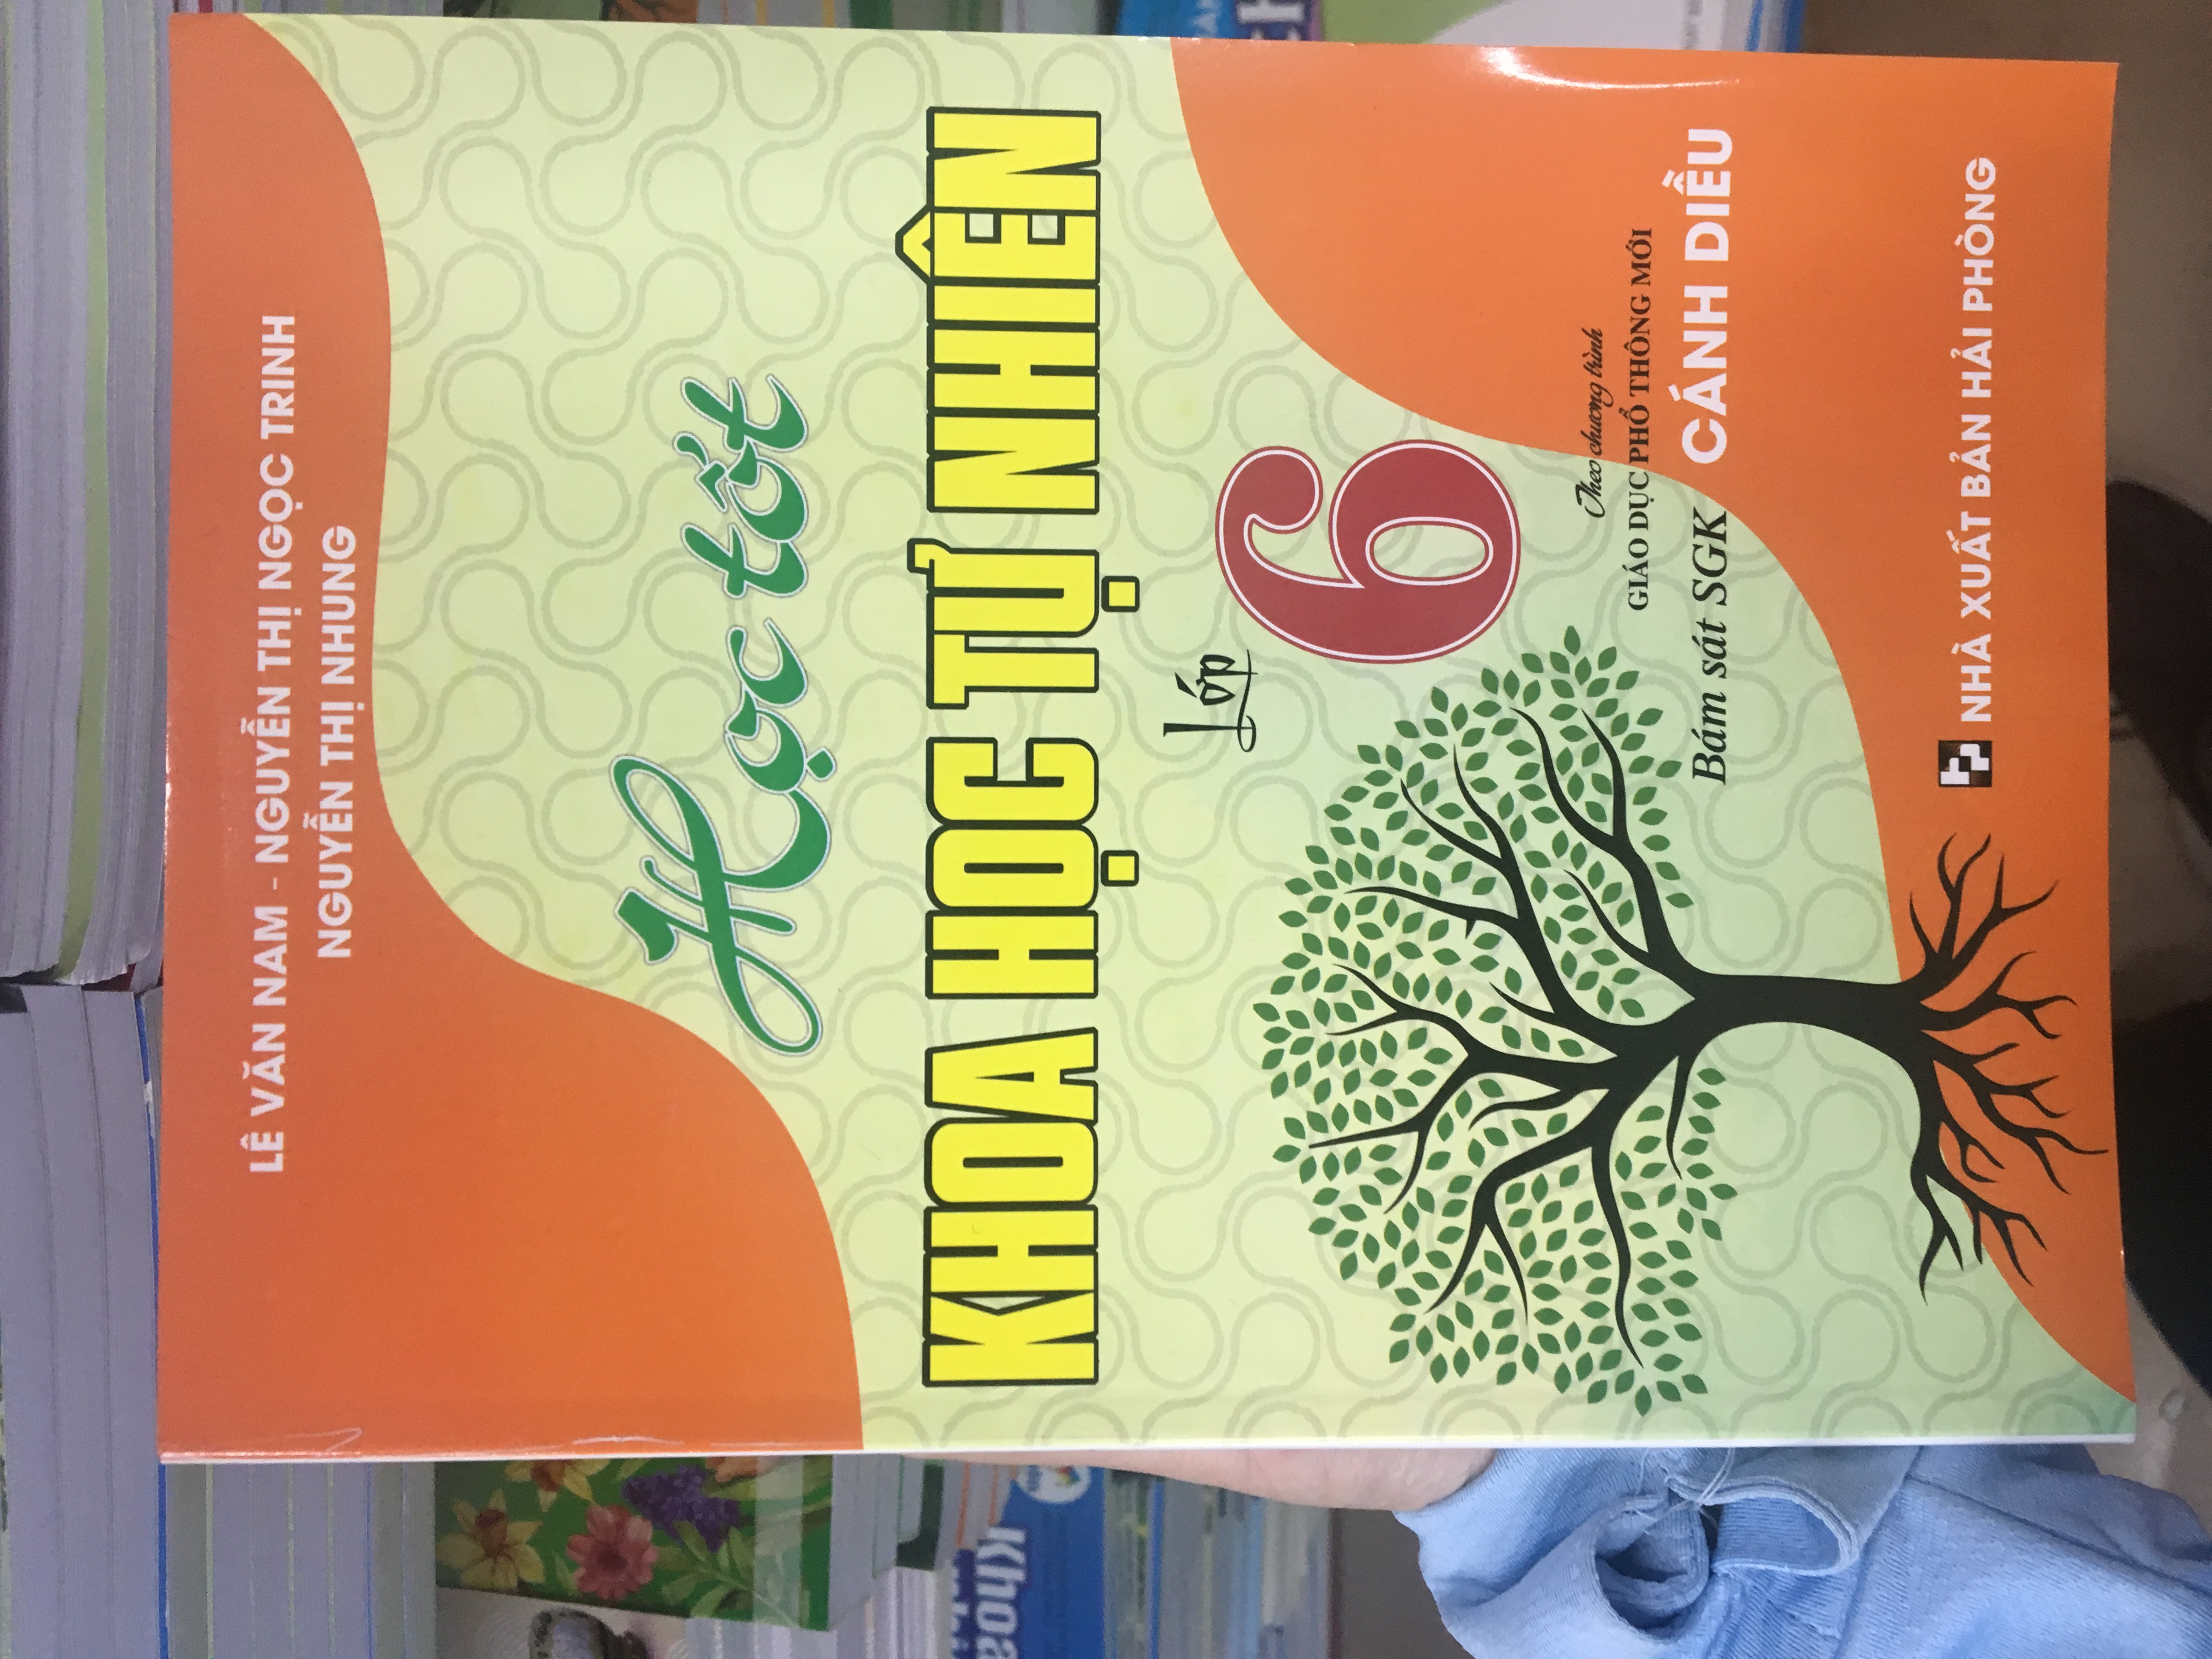 LÊ VĂN NAM - NGUYỄN THỊ NGỌC TRINH
NGUYỄN THỊ NHUNG
Học tốt
KHOA HỌC TỰ NHIÊN
Lớp
6
Theo chương trình
GIÁO DỤC PHỔ THÔNG MỚI
Bám sát SGK CÁNH DIỀU
NHÀ XUẤT BẢN HẢI PHÒNG
Khoa